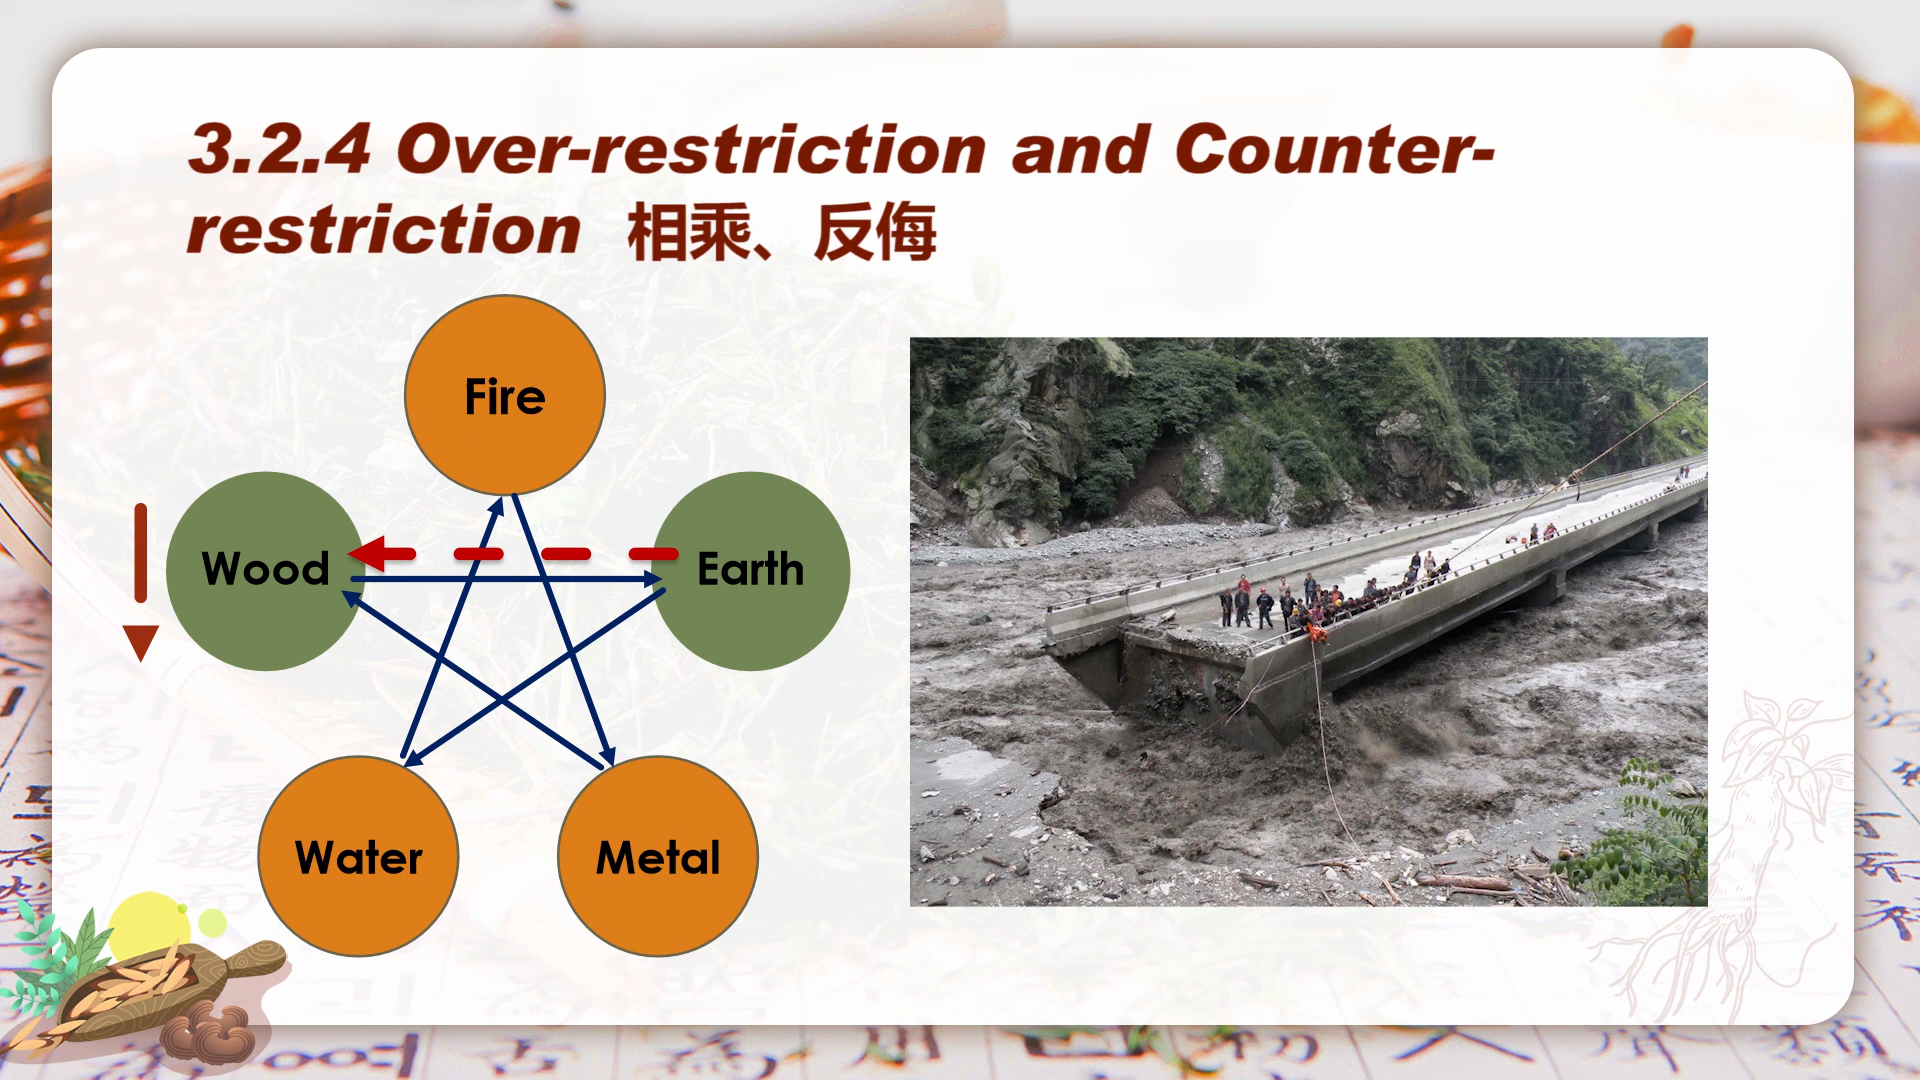 3.2.4 Over-restriction and Counter-
restriction 相乘、反侮
Fire
Wood
Earth
Water
Metal